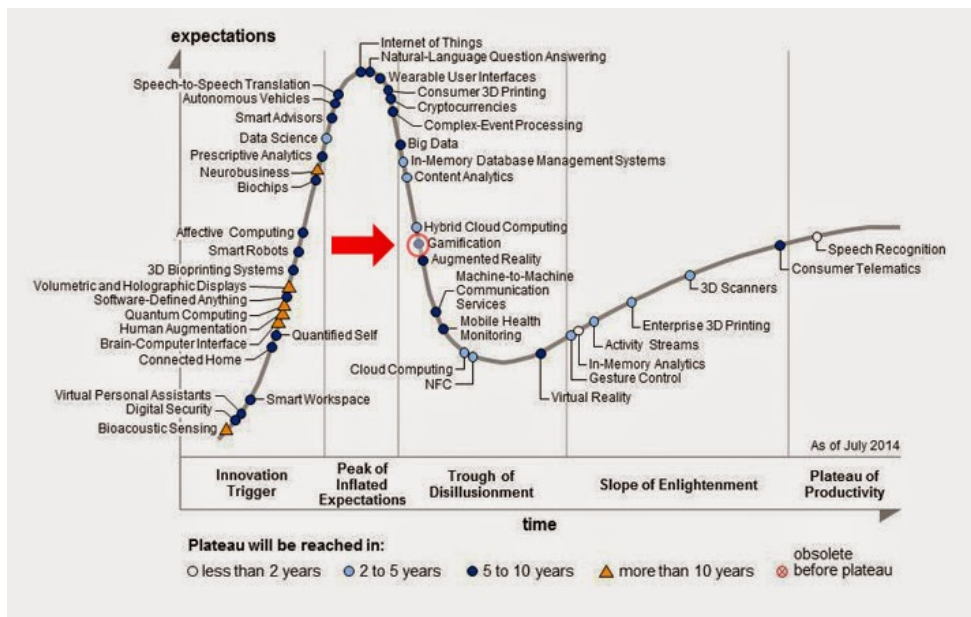 expectations
Internet of Things
Natural-Language Question Answering
Wearable User Interfaces
Consumer 3D Printing
Cryptocurrencies
Complex-Event Processing
Speech-to-Speech Translation
Autonomous Vehicles
Smart Advisors
Data Science
Prescriptive Analytics
Neurobusiness
Biochips
Big Data
In-Memory Database Management Systems
Content Analytics
Hybrid Cloud Computing
Gamification
Augmented Reality
Machine-to-Machine
Communication
Services
Mobile Health
Monitoring
Affective Computing
Smart Robots
3D Bioprinting Systems
Volumetric and Holographic Displays
Software-Defined Anything
Quantum Computing
Human Augmentation
Brain-Computer Interface
Quantified Self
Connected Home
Cloud Computing
NFC
Virtual Reality
Virtual Personal Assistants
Smart Workspace
Digital Security
Bioacoustic Sensing
Speech Recognition
Consumer Telematics
3D Scanners
Enterprise 3D Printing
Activity Streams
In-Memory Analytics
Gesture Control
As of July 2014
Innovation
Trigger
Peak of
Inflated
Expectations
Trough of
Disillusionment
Slope of Enlightenment
Plateau of
Productivity
time
Plateau will be reached in:
less than 2 years
2 to 5 years
5 to 10 years
more than 10 years
obsolete
before plateau